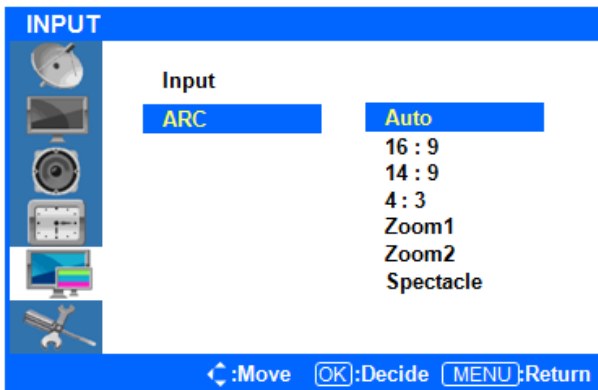 INPUT
Input
ARC
Auto
16 : 9
14 : 9
4 : 3
Zoom1
Zoom2
Spectacle
:Move OK:Decide MENU:Return